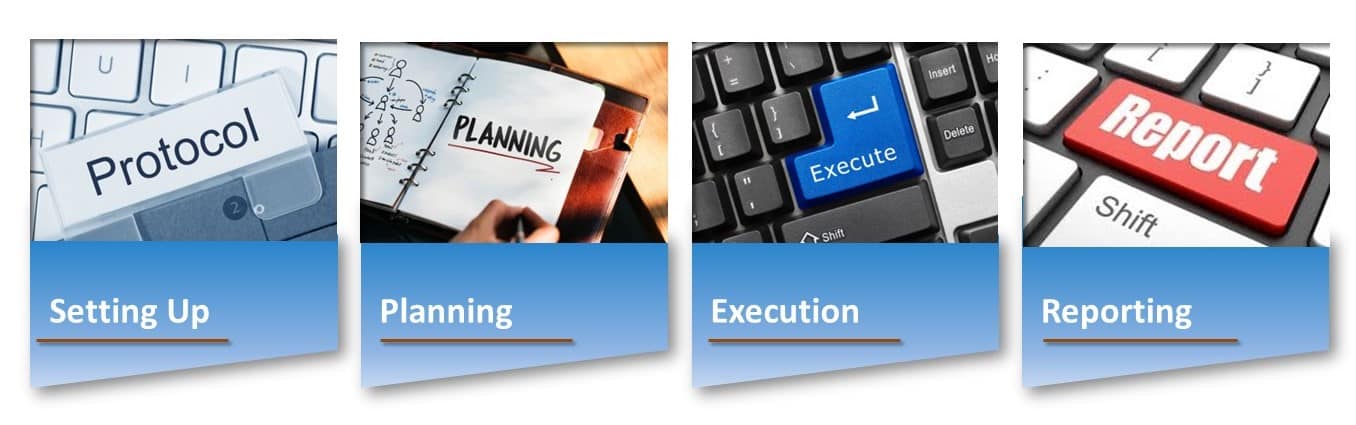 U
I
H
Protocol
2
Setting Up
PLANNING
Planning
+
=
{
[
}
]
"
'
Insert
Delete
Execute
Shift
Execution
:
;
{
[
}
]
Report
Shift
Reporting